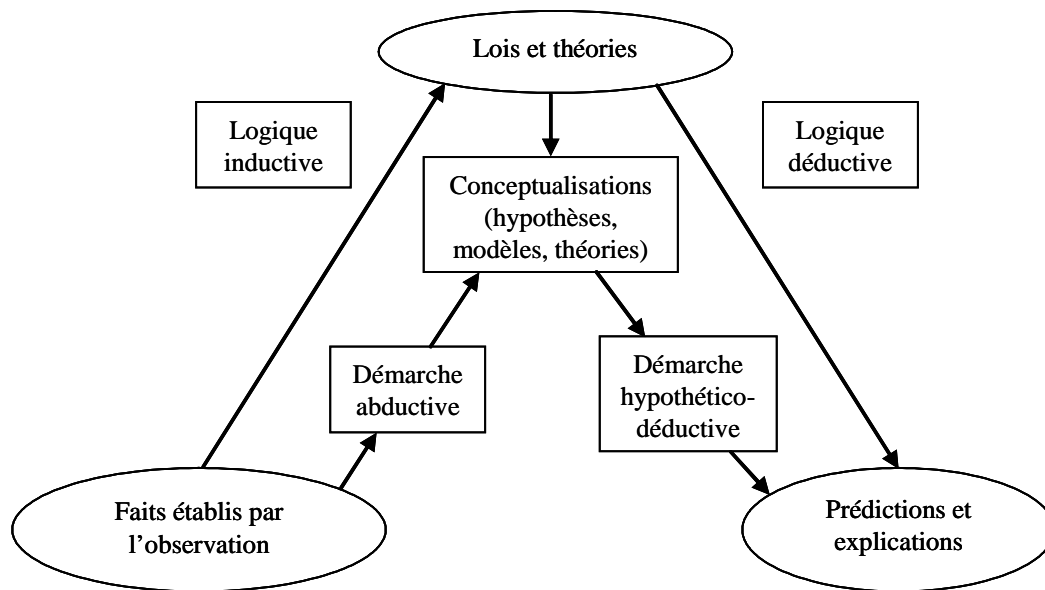 Lois et théories
Logique
inductive
Logique
déductive
Conceptualisations
(hypothèses,
modèles, théories)
Démarche
abductive
Démarche
hypothético-
déductive
Faits établis par
l’observation
Prédictions et
explications